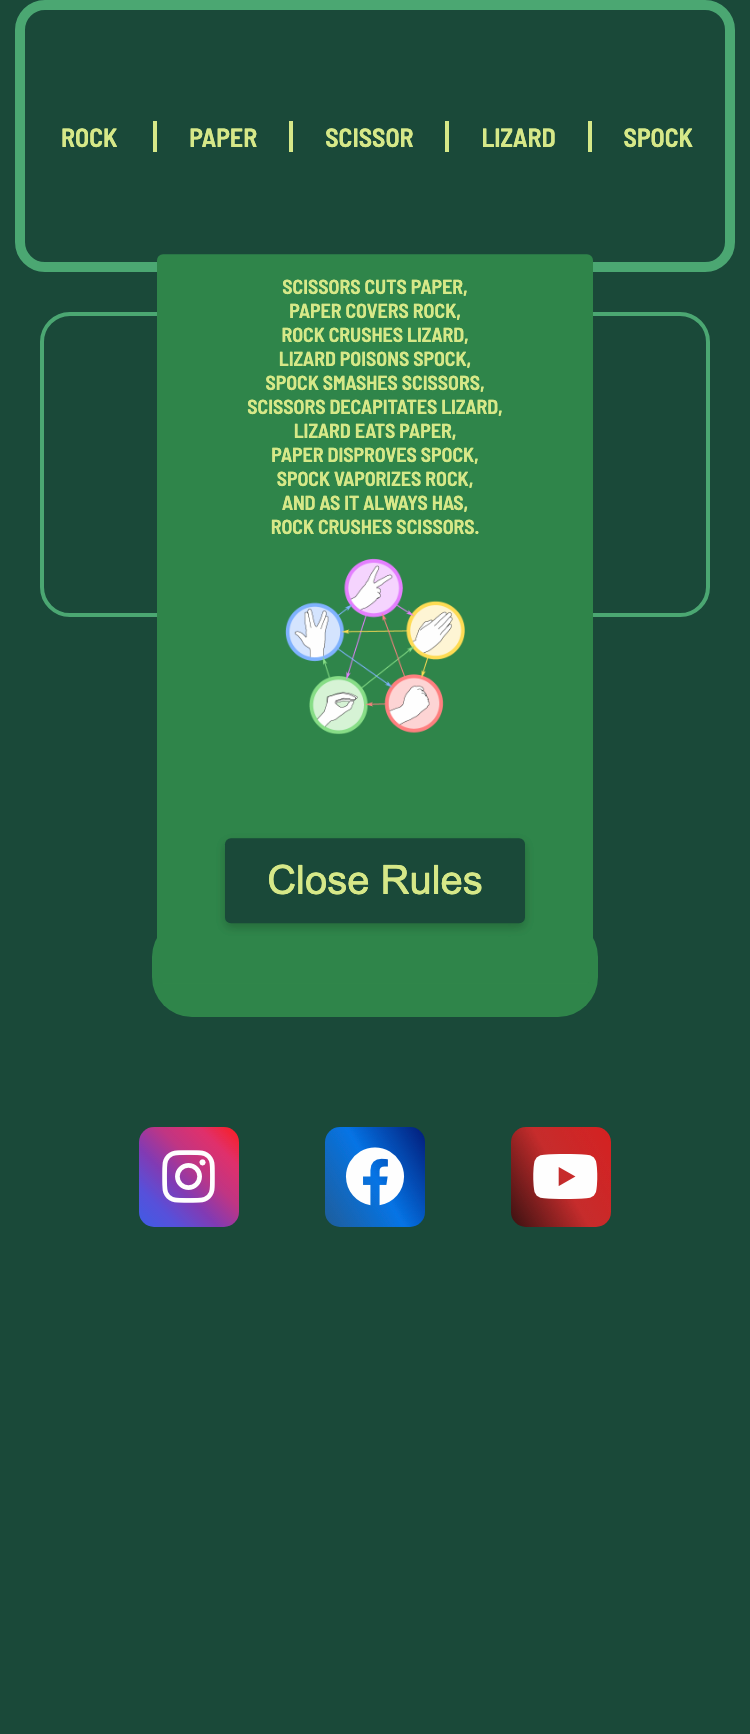 ROCK | PAPER | SCISSOR | LIZARD | SPOCK
SCISSORS CUTS PAPER,
PAPER COVERS ROCK,
ROCK CRUSHES LIZARD,
LIZARD POISONS SPOCK,
SPOCK SMASHES SCISSORS,
SCISSORS DECAPITATES LIZARD,
LIZARD EATS PAPER,
PAPER DISPROVES SPOCK,
SPOCK VAPORIZES ROCK,
AND AS IT ALWAYS HAS,
ROCK CRUSHES SCISSORS.
Close Rules